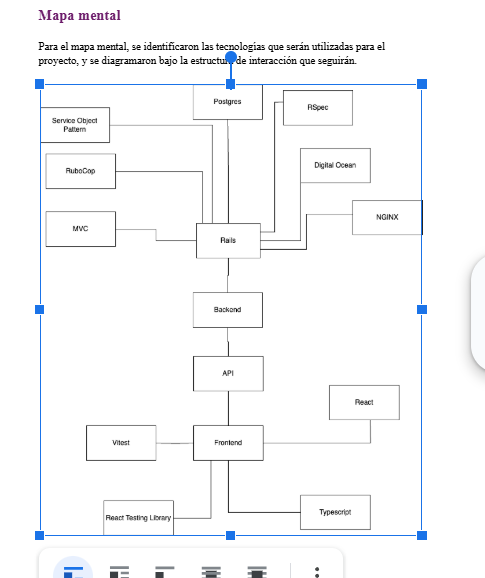 Mapa mental
Para el mapa mental, se identificaron las tecnologias que serán utilizadas para el
proyecto, y se diagramaron bajo la estructura de interacción que seguirán.
Postgres
RSpec
Service Object
Pattern
Digital Ocean
RuboCop
NGINX
MVC
Rails
Backend
API
React
Vitest
Frontend
React Testing Library
Typescript